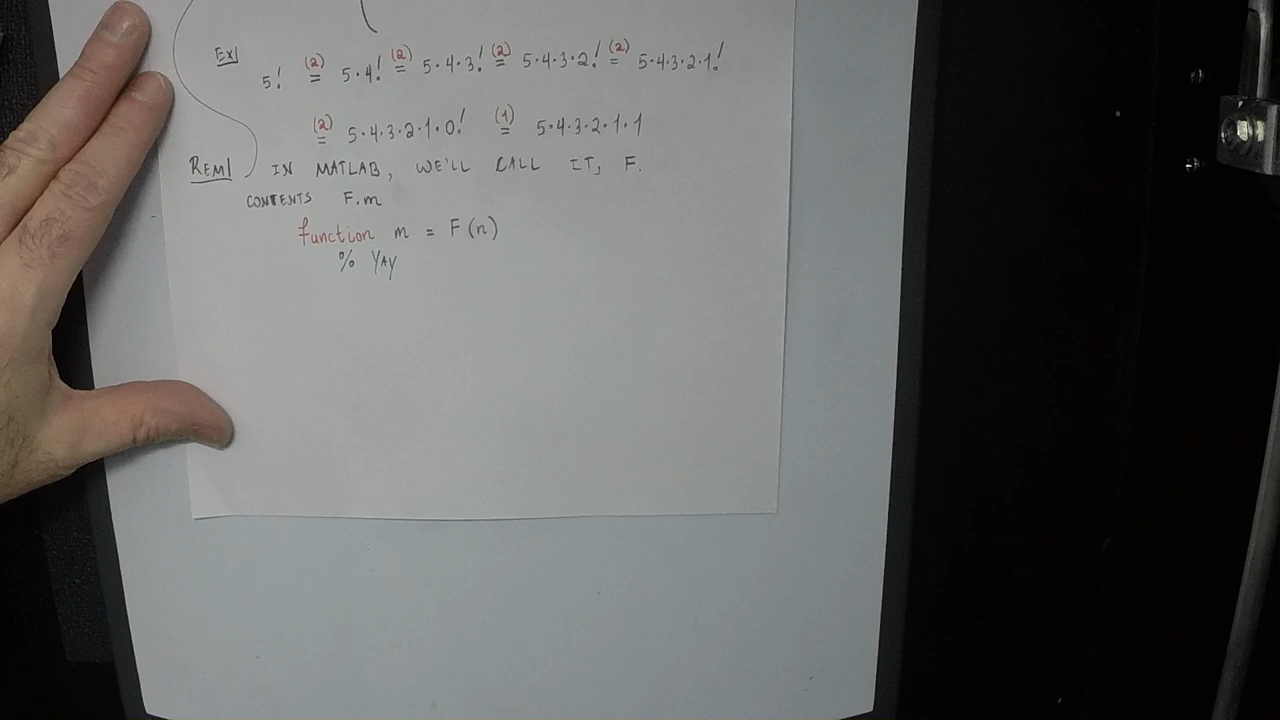 Ex|
5! (2)= 5·4! (2)= 5·4·3! (2)= 5·4·3·2! (2)= 5·4·3·2·1!
(2)= 5·4·3·2·1·0! (1)= 5·4·3·2·1·1
REM| IN MATLAB, WE'LL CALL IT, F.
CONTENTS F.m
function m = F(n)
% YAY